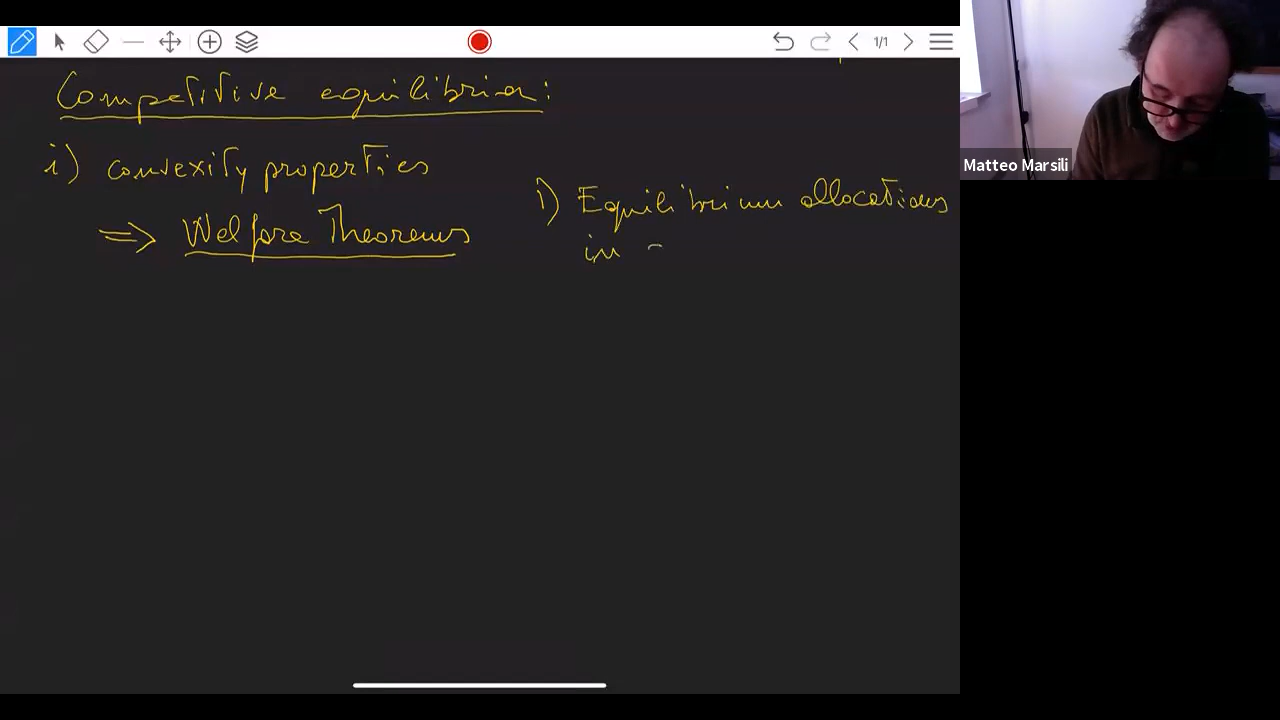 Competitive equilibria:
i) convexity properties
⇒ Welfare Theorems
1) Equilibrium allocations
in
1/1
Matteo Marsili